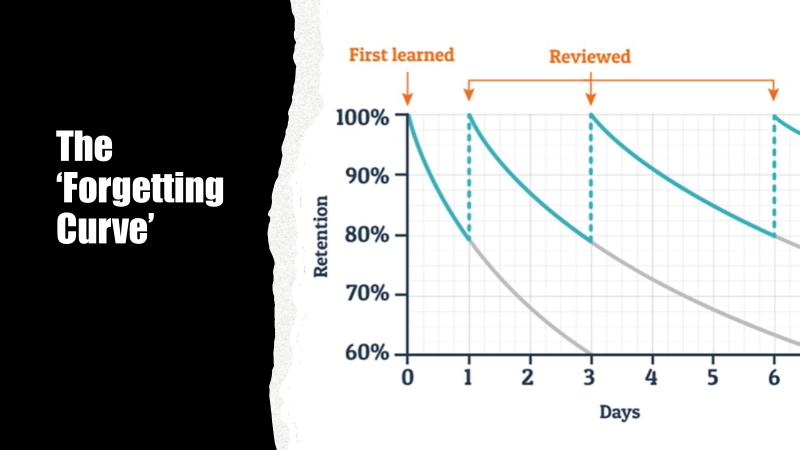 The
‘Forgetting
Curve’
First learned
Reviewed
Retention
100%
90%
80%
70%
60%
0 1 2 3 4 5 6
Days